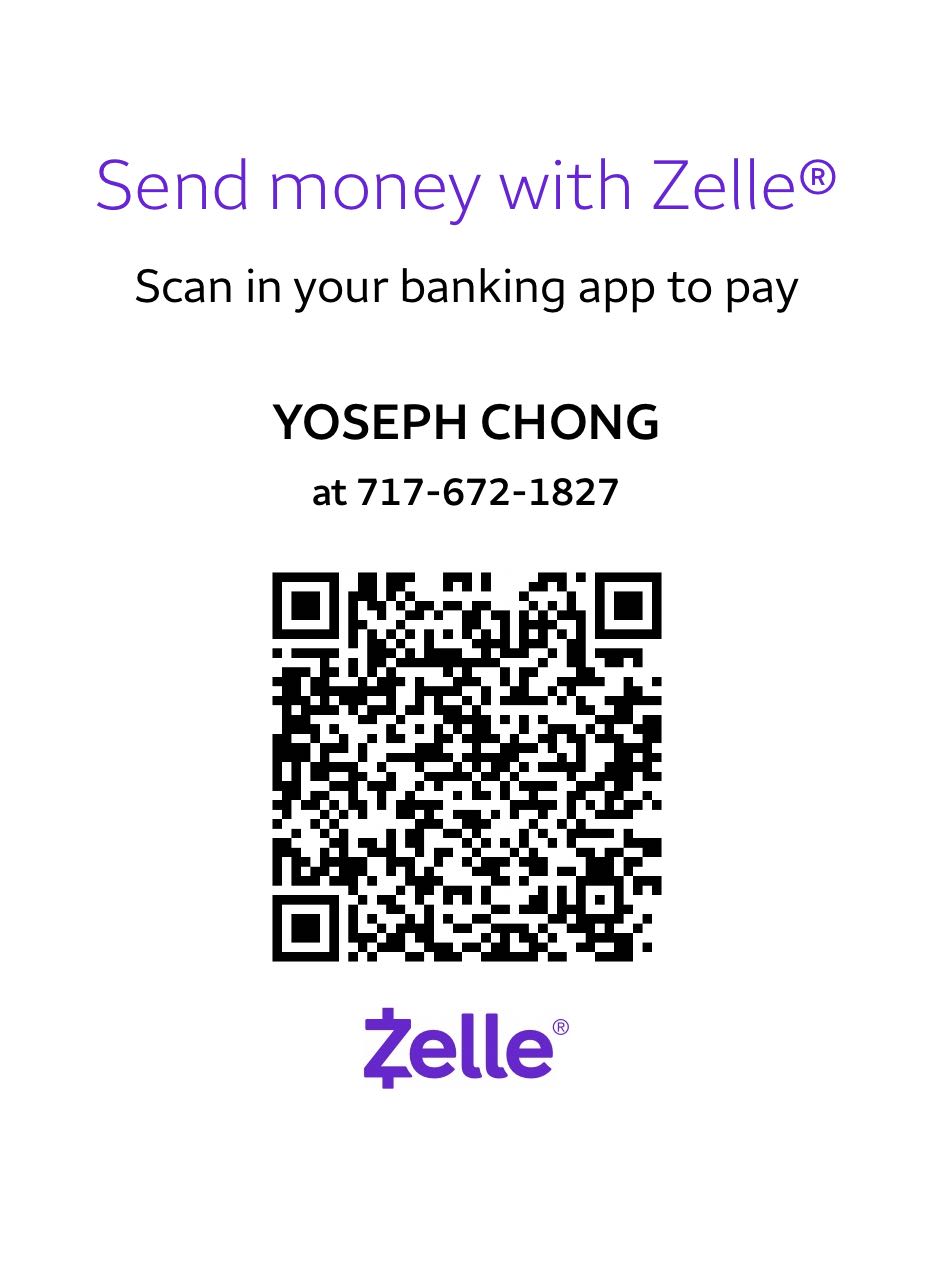 Send money with Zelle®
Scan in your banking app to pay
YOSEPH CHONG
at 717-672-1827
Zelle®